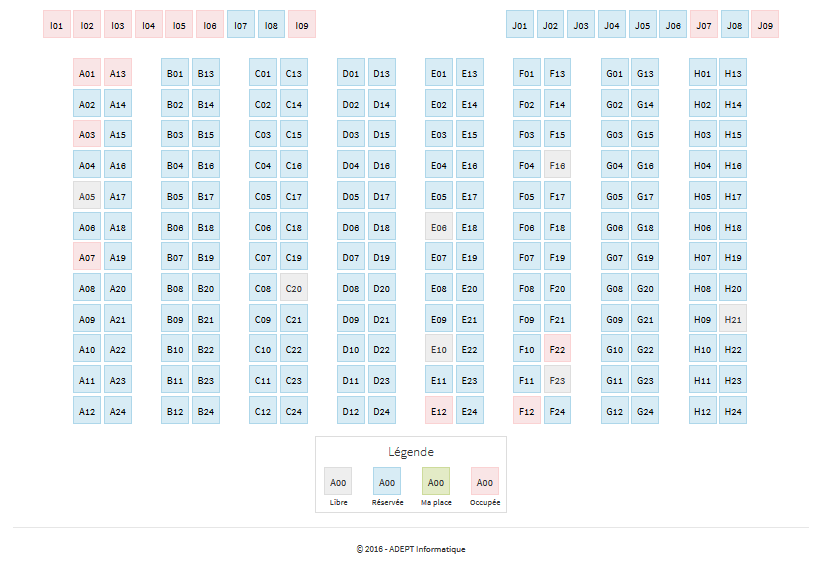 I01 I02 I03 I04 I05 I06 I07 I08 I09 J01 J02 J03 J04 J05 J06 J07 J08 J09
A01 A13 B01 B13 C01 C13 D01 D13 E01 E13 F01 F13 G01 G13 H01 H13
A02 A14 B02 B14 C02 C14 D02 D14 E02 E14 F02 F14 G02 G14 H02 H14
A03 A15 B03 B15 C03 C15 D03 D15 E03 E15 F03 F15 G03 G15 H03 H15
A04 A16 B04 B16 C04 C16 D04 D16 E04 E16 F04 F16 G04 G16 H04 H16
A05 A17 B05 B17 C05 C17 D05 D17 E05 E17 F05 F17 G05 G17 H05 H17
A06 A18 B06 B18 C06 C18 D06 D18 E06 E18 F06 F18 G06 G18 H06 H18
A07 A19 B07 B19 C07 C19 D07 D19 E07 E19 F07 F19 G07 G19 H07 H19
A08 A20 B08 B20 C08 C20 D08 D20 E08 E20 F08 F20 G08 G20 H08 H20
A09 A21 B09 B21 C09 C21 D09 D21 E09 E21 F09 F21 G09 G21 H09 H21
A10 A22 B10 B22 C10 C22 D10 D22 E10 E22 F10 F22 G10 G22 H10 H22
A11 A23 B11 B23 C11 C23 D11 D23 E11 E23 F11 F23 G11 G23 H11 H23
A12 A24 B12 B24 C12 C24 D12 D24 E12 E24 F12 F24 G12 G24 H12 H24
Légende
A00 A00 A00 A00
Libre Réservée Ma place Occupée
© 2016 - ADEPT Informatique